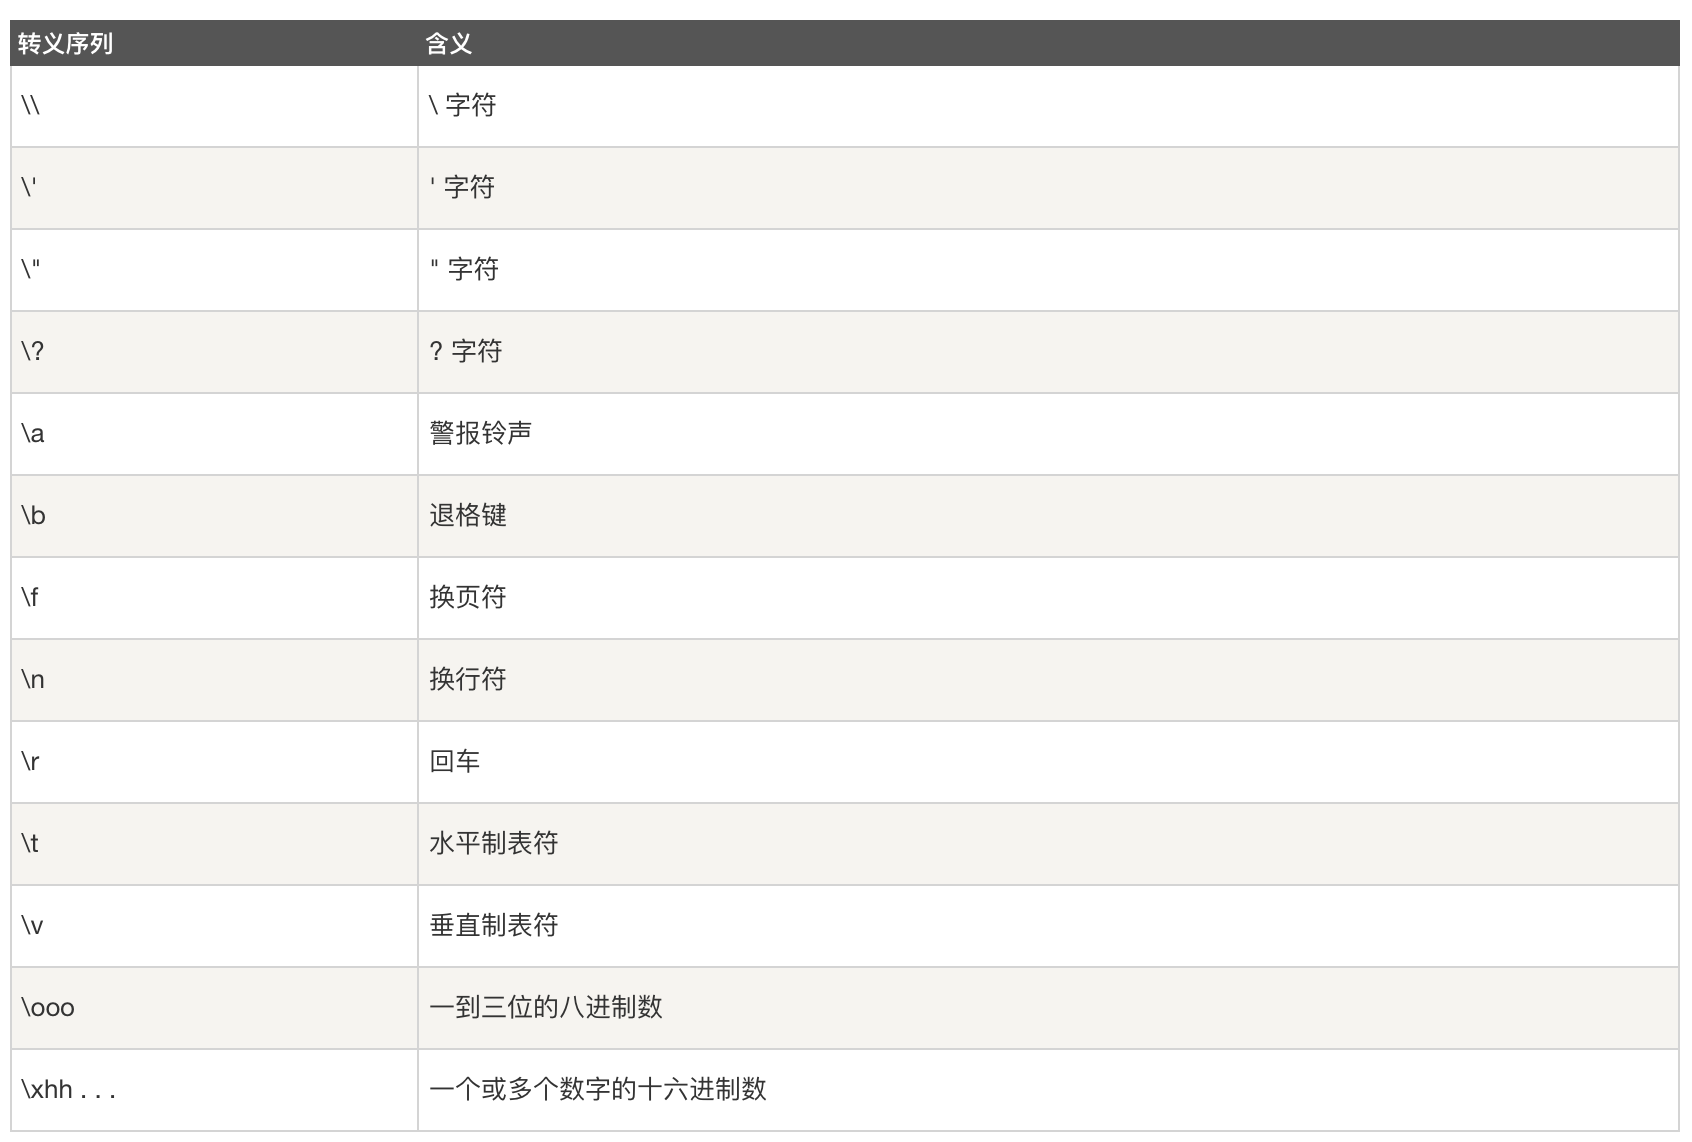 转义序列 含义
\\ \ 字符
\' ' 字符
\" " 字符
\? ? 字符
\a 警报铃声
\b 退格键
\f 换页符
\n 换行符
\r 回车
\t 水平制表符
\v 垂直制表符
\ooo 一到三位的八进制数
\xhh . . . 一个或多个数字的十六进制数